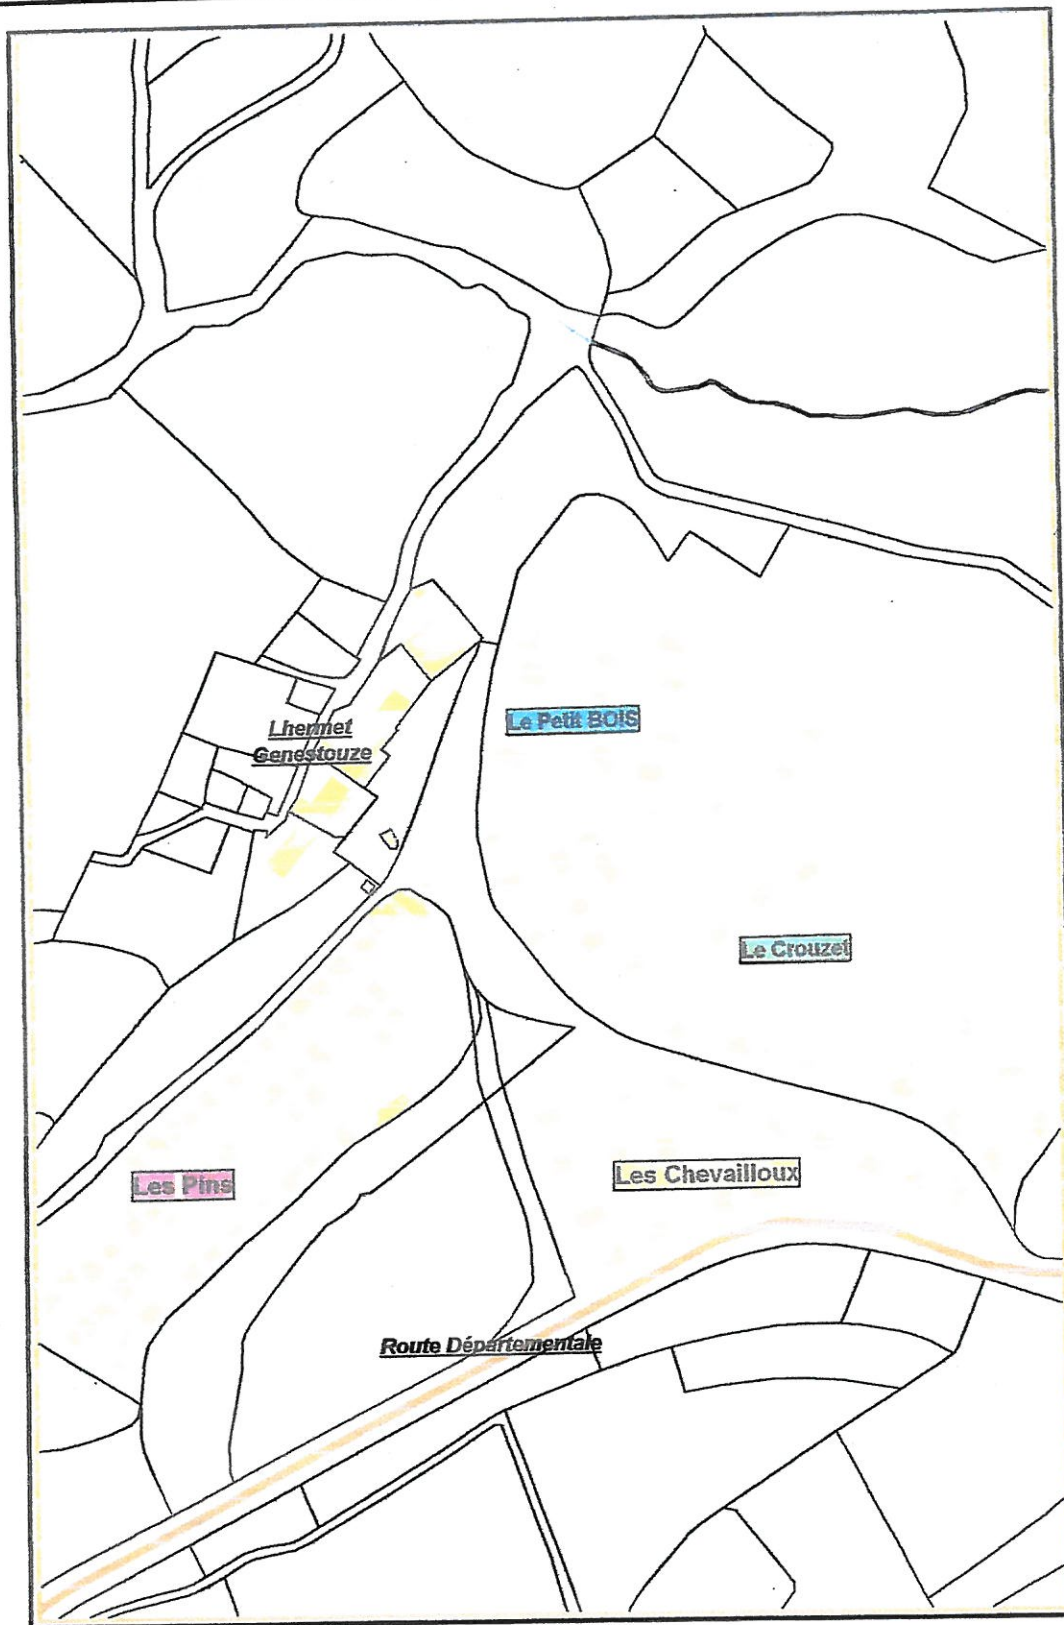 Lhermet
Genestouze
Le Petit BOIS
Le Crouzet
Les Pins
Les Chevailloux
Route Départementale